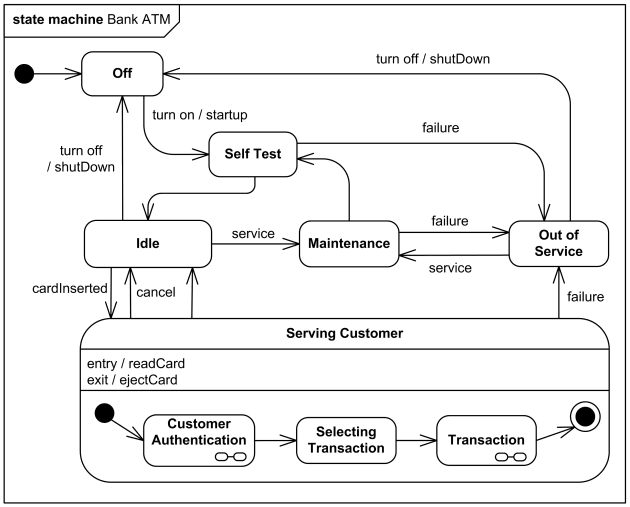 state machine Bank ATM
turn off / shutDown
Off
turn on / startup
failure
turn off
/ shutDown
Self Test
Idle
service
Maintenance
failure
service
Out of
Service
cardInserted
cancel
failure
Serving Customer
entry / readCard
exit / ejectCard
Customer
Authentication
Selecting
Transaction
Transaction